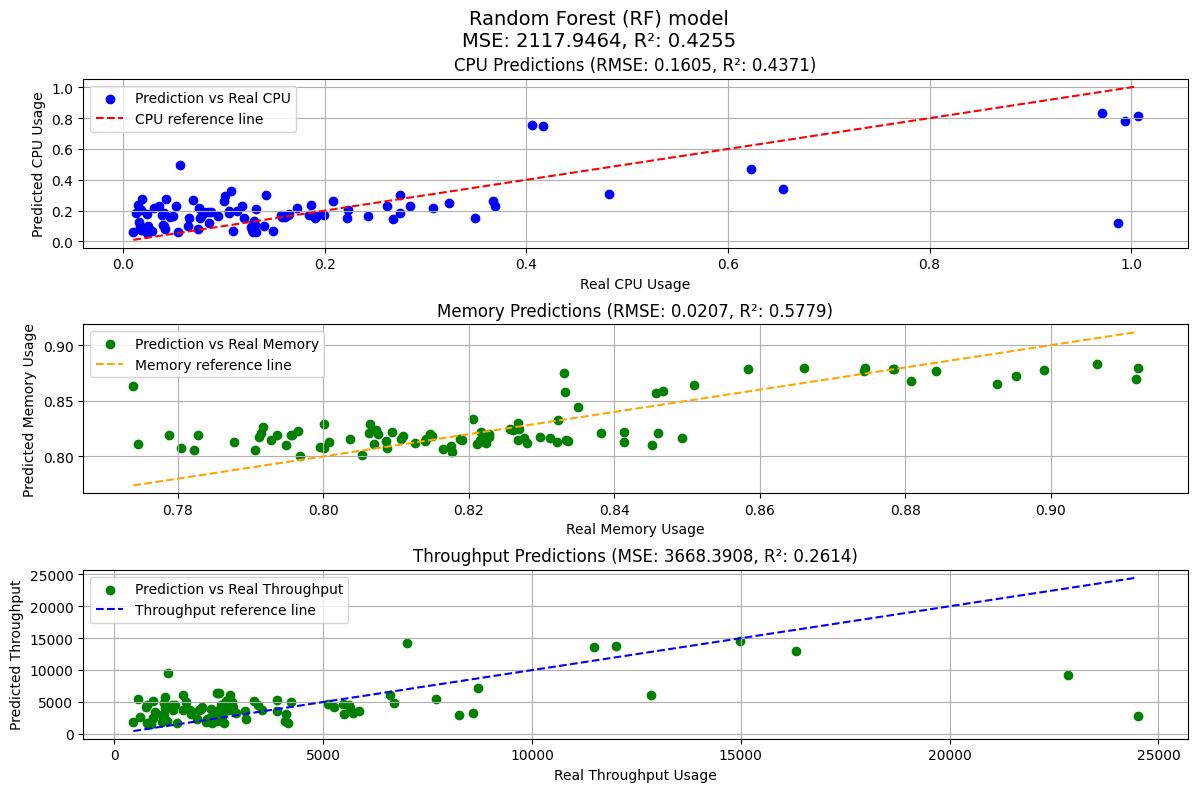 Random Forest (RF) model
MSE: 2117.9464, R²: 0.4255
CPU Predictions (RMSE: 0.1605, R²: 0.4371)
Predicted CPU Usage
1.0
0.8
0.6
0.4
0.2
0.0
Prediction vs Real CPU
CPU reference line
0.0 0.2 0.4 0.6 0.8 1.0
Real CPU Usage
Memory Predictions (RMSE: 0.0207, R²: 0.5779)
Predicted Memory Usage
0.90
0.85
0.80
Prediction vs Real Memory
Memory reference line
0.78 0.80 0.82 0.84 0.86 0.88 0.90
Real Memory Usage
Throughput Predictions (MSE: 3668.3908, R²: 0.2614)
Predicted Throughput
25000
20000
15000
10000
5000
0
Prediction vs Real Throughput
Throughput reference line
0 5000 10000 15000 20000 25000
Real Throughput Usage